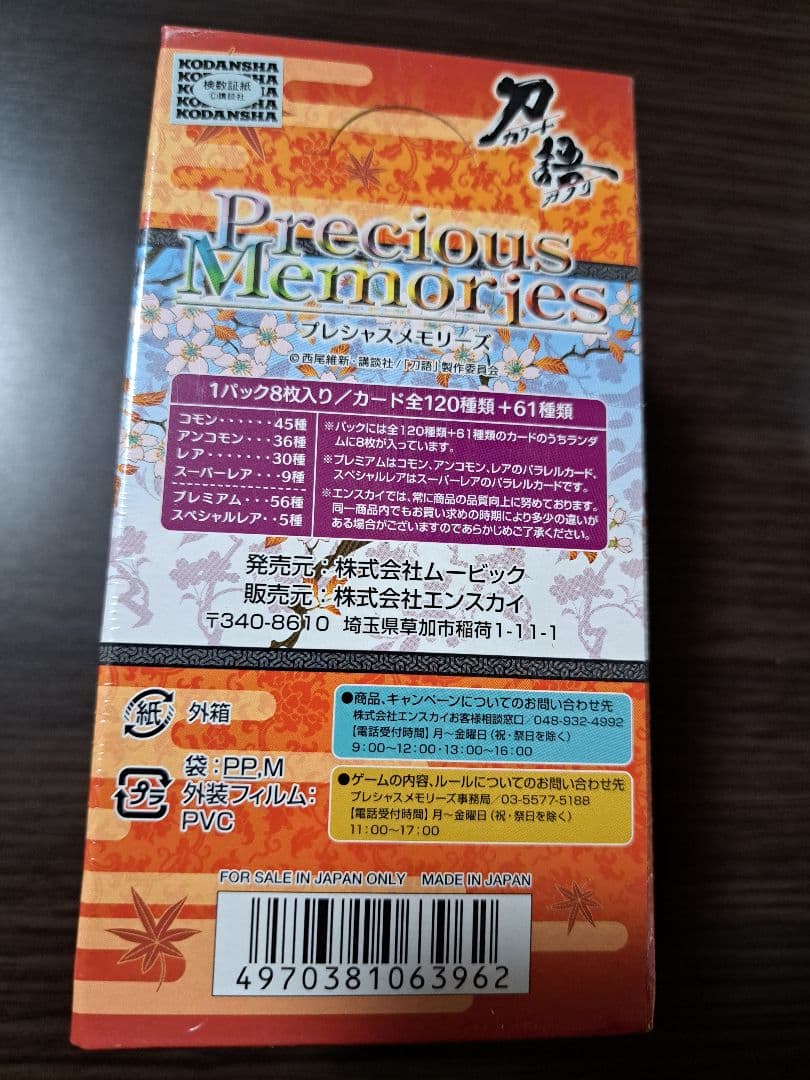 KODANSHA
KODANSHA
検数証紙
©講談社
KODANSHA
刀語
カタナガタリ
Precious
Memories
プレシャスメモリーズ
©西尾維新・講談社/「刀語」製作委員会
1パック8枚入り/カード全120種類+61種類
コモン・・・・・・・45種
アンコモン・・・36種
レア・・・・・・・・30種
スーパーレア・・・9種
プレミアム・・・56種
スペシャルレア・・5種
※パックには全120種類+61種類のカードのうちランダ
ムに8枚が入っています。
※プレミアムはコモン、アンコモン、レアのパラレルカード、
スペシャルレアはスーパーレアのパラレルカードです。
※エンスカイでは、常に商品の品質向上に努めております。
同一商品内でもお買い求めの時期により多少の違いが
ある場合がございますのであらかじめご了承ください。
発売元:株式会社ムービック
販売元:株式会社エンスカイ
〒340-8610 埼玉県草加市稲荷1-11-1
紙 外箱
●商品、キャンペーンについてのお問い合わせ先
株式会社エンスカイお客様相談窓口/048-932-4992
【電話受付時間】月~金曜日(祝・祭日を除く)
9:00~12:00・13:00~16:00
プラ
袋:PP,M
外装フィルム:
PVC
●ゲームの内容、ルールについてのお問い合わせ先
プレシャスメモリーズ事務局/03-5577-5188
【電話受付時間】月~金曜日(祝・祭日を除く)
11:00~17:00
FOR SALE IN JAPAN ONLY MADE IN JAPAN
4970381063962